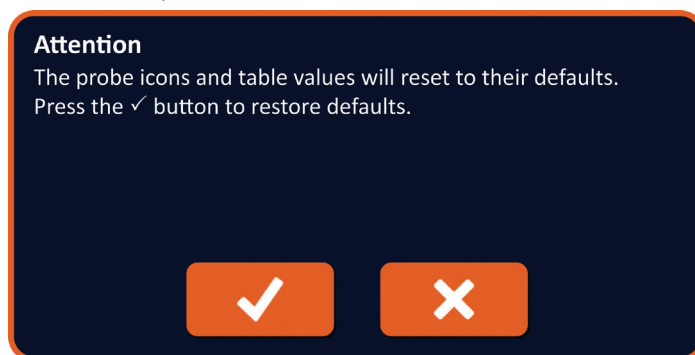 Attention
The probe icons and table values will reset to their defaults.
Press the ✓ button to restore defaults.